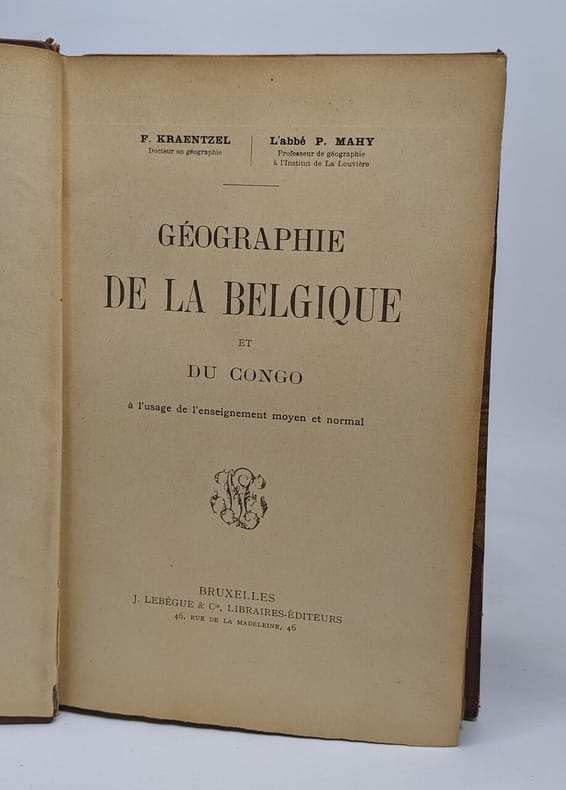 F. KRAENTZEL
Docteur en géographie
L'abbé P. MAHY
Professeur de géographie
à l'Institut de La Louvière
GÉOGRAPHIE
DE LA BELGIQUE
ET
DU CONGO
à l'usage de l'enseignement moyen et normal
BRUXELLES
J. LEBÈGUE & Cie, LIBRAIRES-ÉDITEURS
46, RUE DE LA MADELEINE, 46